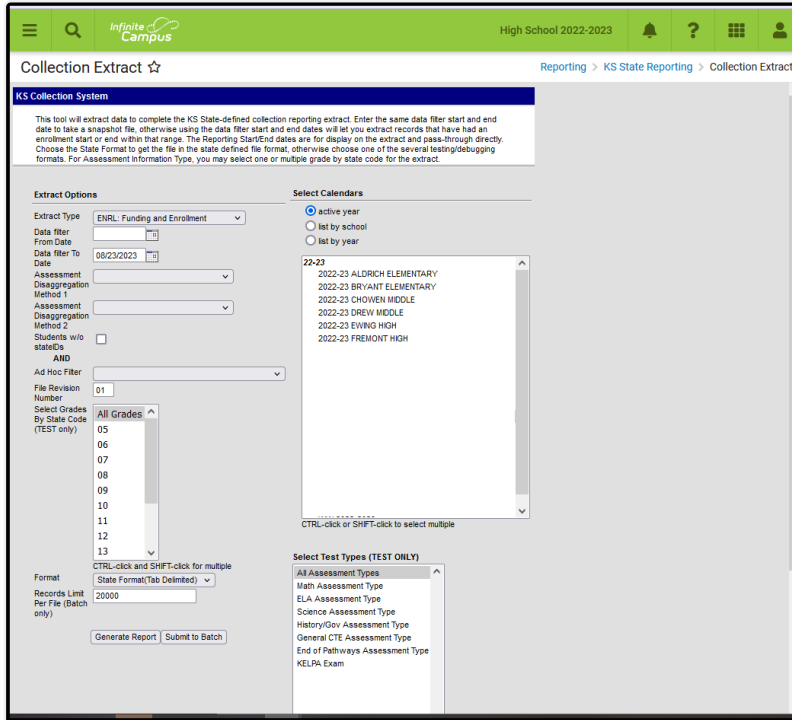 Infinite Campus
High School 2022-2023
?
Collection Extract ☆
Reporting > KS State Reporting > Collection Extract
KS Collection System
This tool will extract data to complete the KS State-defined collection reporting extract. Enter the same data filter start and end
date to take a snapshot file, otherwise using the data filter start and end dates will let you extract records that have had an
enrollment start or end within that range. The Reporting Start/End dates are for display on the extract and pass-through directly.
Choose the State Format to get the file in the state defined file format, otherwise choose one of the several testing/debugging
formats. For Assessment Information Type, you may select one or multiple grade by state code for the extract.
Extract Options
Extract Type
ENRL: Funding and Enrollment
Data filter
From Date
Data filter To
Date
08/23/2023
Assessment
Disaggregation
Method 1
Assessment
Disaggregation
Method 2
Students w/o
stateIDs
AND
Ad Hoc Filter
File Revision
Number
01
Select Grades
By State Code
(TEST only)
All Grades
05
06
07
08
09
10
11
12
13
CTRL-click and SHIFT-click for multiple
Format
State Format(Tab Delimited)
Records Limit
Per File (Batch
only)
20000
Generate Report
Submit to Batch
Select Calendars
active year
list by school
list by year
22-23
2022-23 ALDRICH ELEMENTARY
2022-23 BRYANT ELEMENTARY
2022-23 CHOWEN MIDDLE
2022-23 DREW MIDDLE
2022-23 EWING HIGH
2022-23 FREMONT HIGH
CTRL-click or SHIFT-click to select multiple
Select Test Types (TEST ONLY)
All Assessment Types
Math Assessment Type
ELA Assessment Type
Science Assessment Type
History/Gov Assessment Type
General CTE Assessment Type
End of Pathways Assessment Type
KELPA Exam